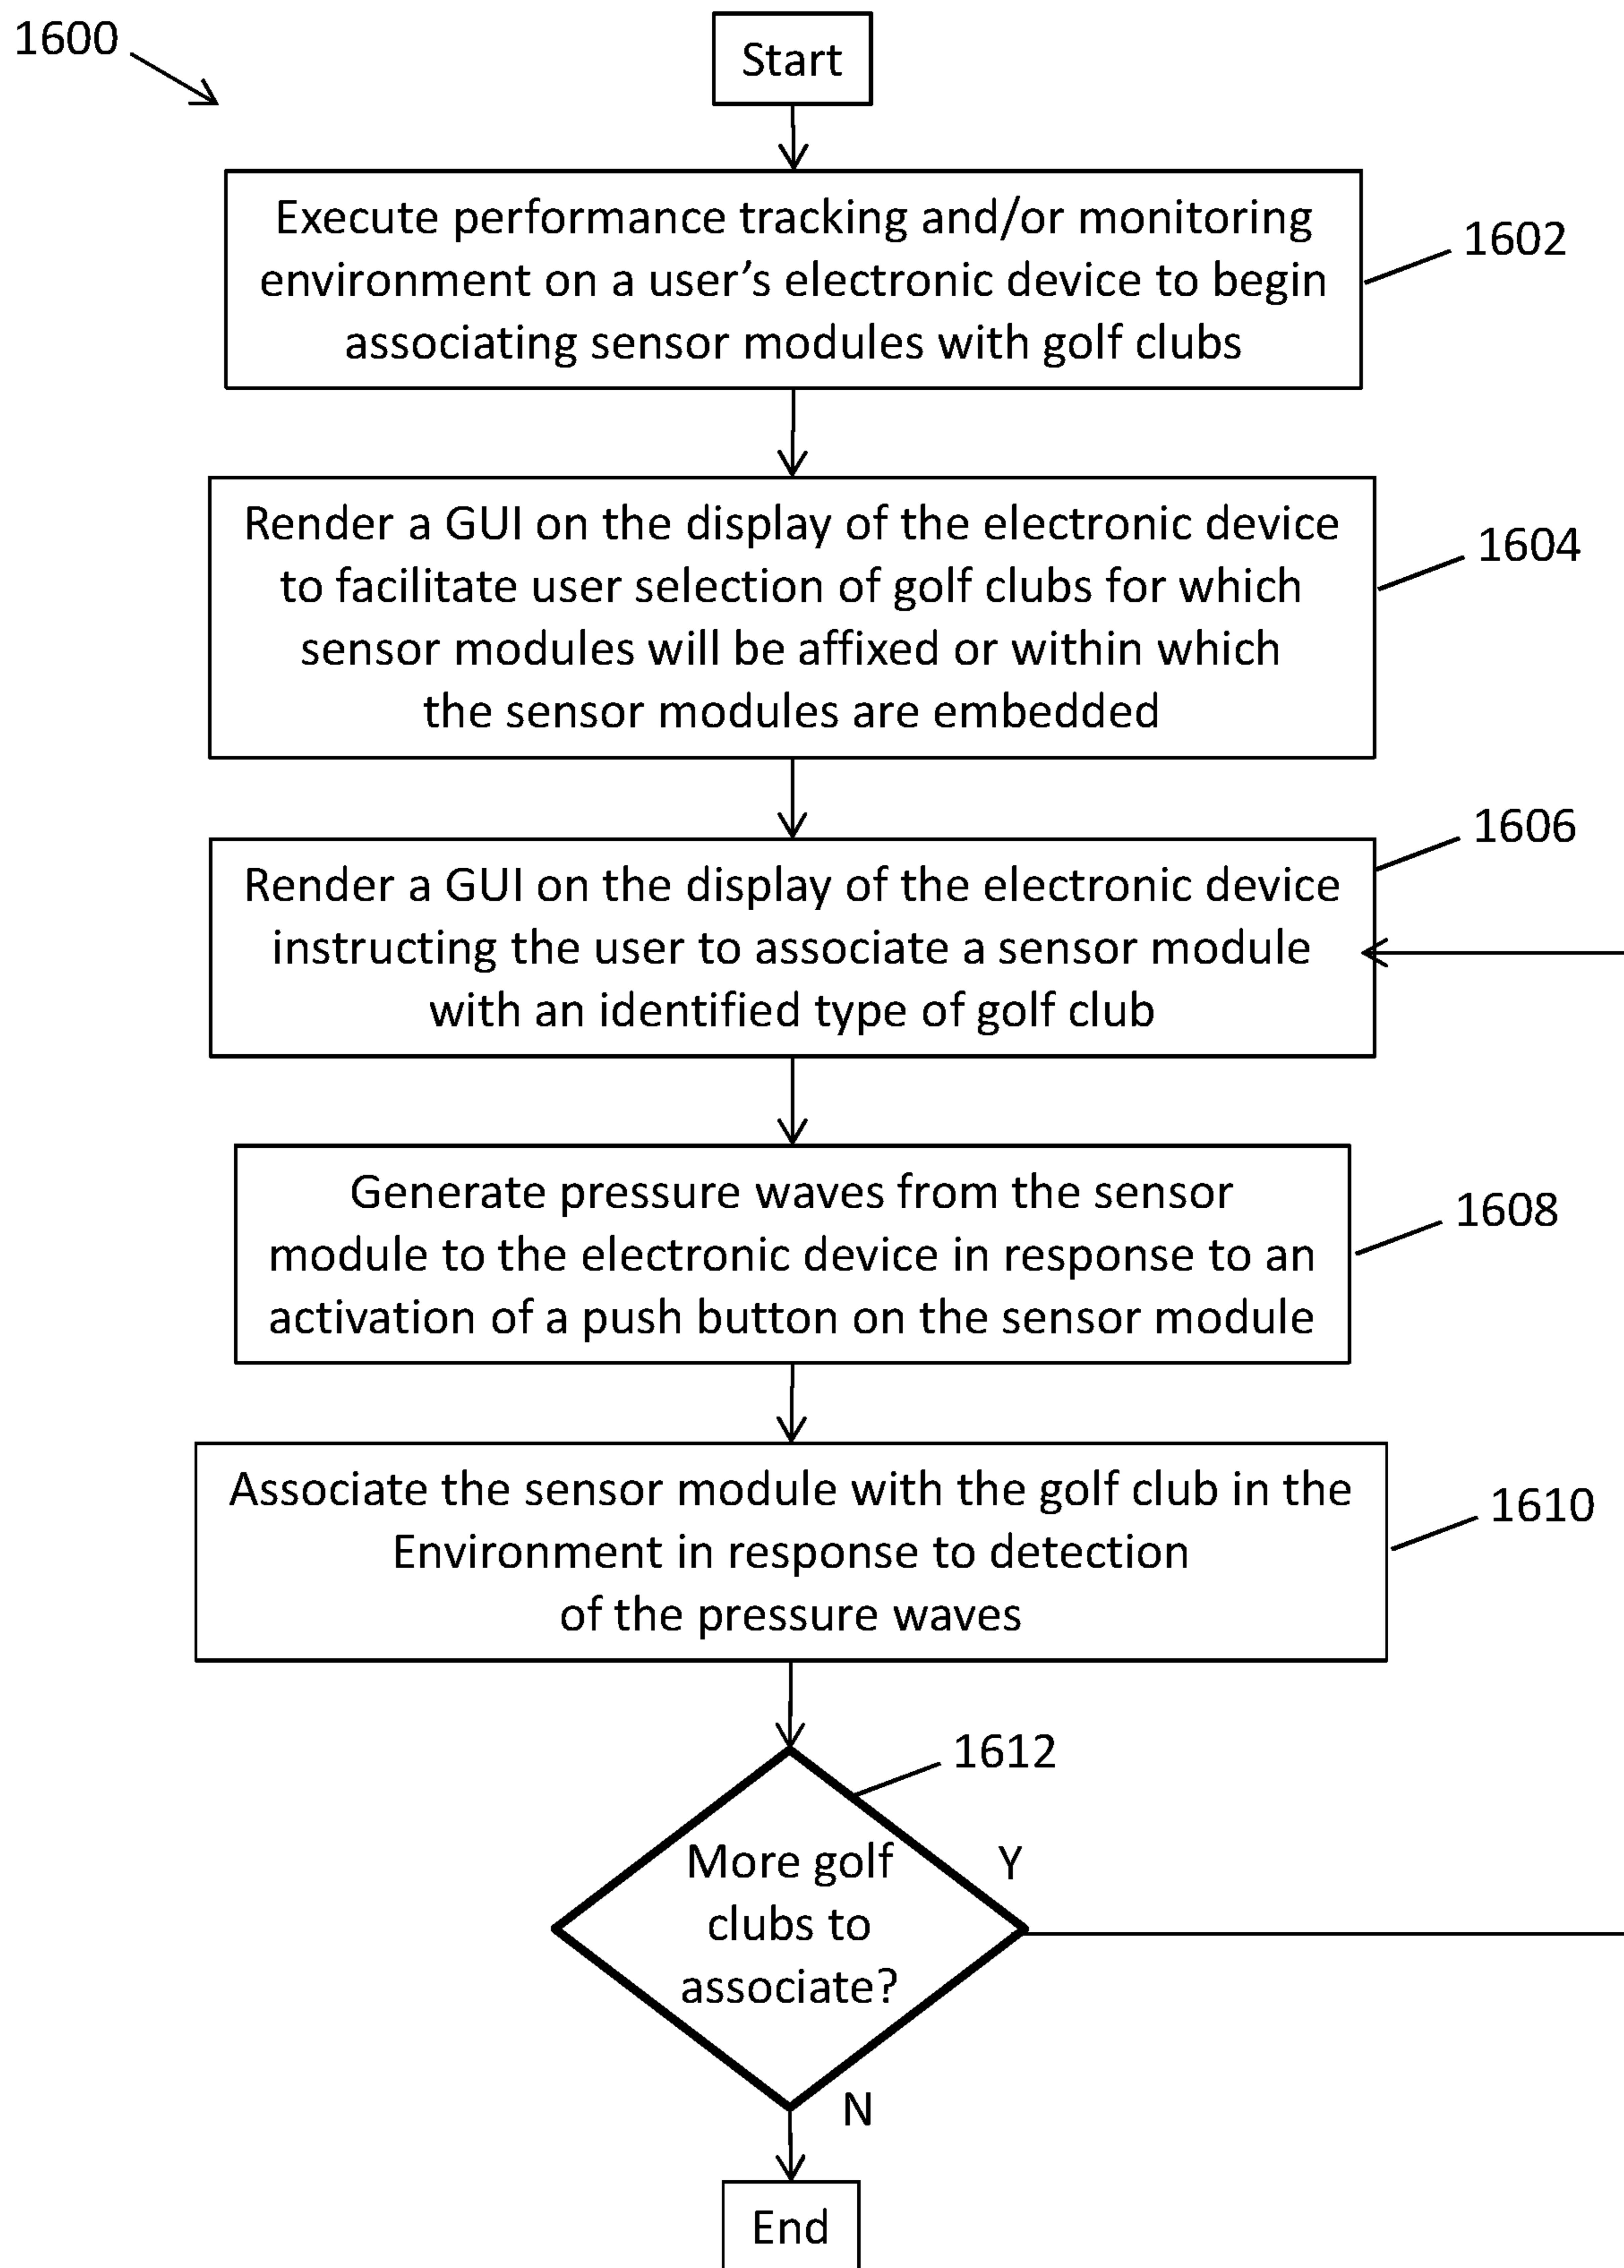 1600
Start
Execute performance tracking and/or monitoring
environment on a user's electronic device to begin
associating sensor modules with golf clubs
1602
Render a GUI on the display of the electronic device
to facilitate user selection of golf clubs for which
sensor modules will be affixed or within which
the sensor modules are embedded
1604
Render a GUI on the display of the electronic device
instructing the user to associate a sensor module
with an identified type of golf club
1606
Generate pressure waves from the sensor
module to the electronic device in response to an
activation of a push button on the sensor module
1608
Associate the sensor module with the golf club in the
Environment in response to detection
of the pressure waves
1610
1612
More golf
clubs to
associate?
Y
N
End